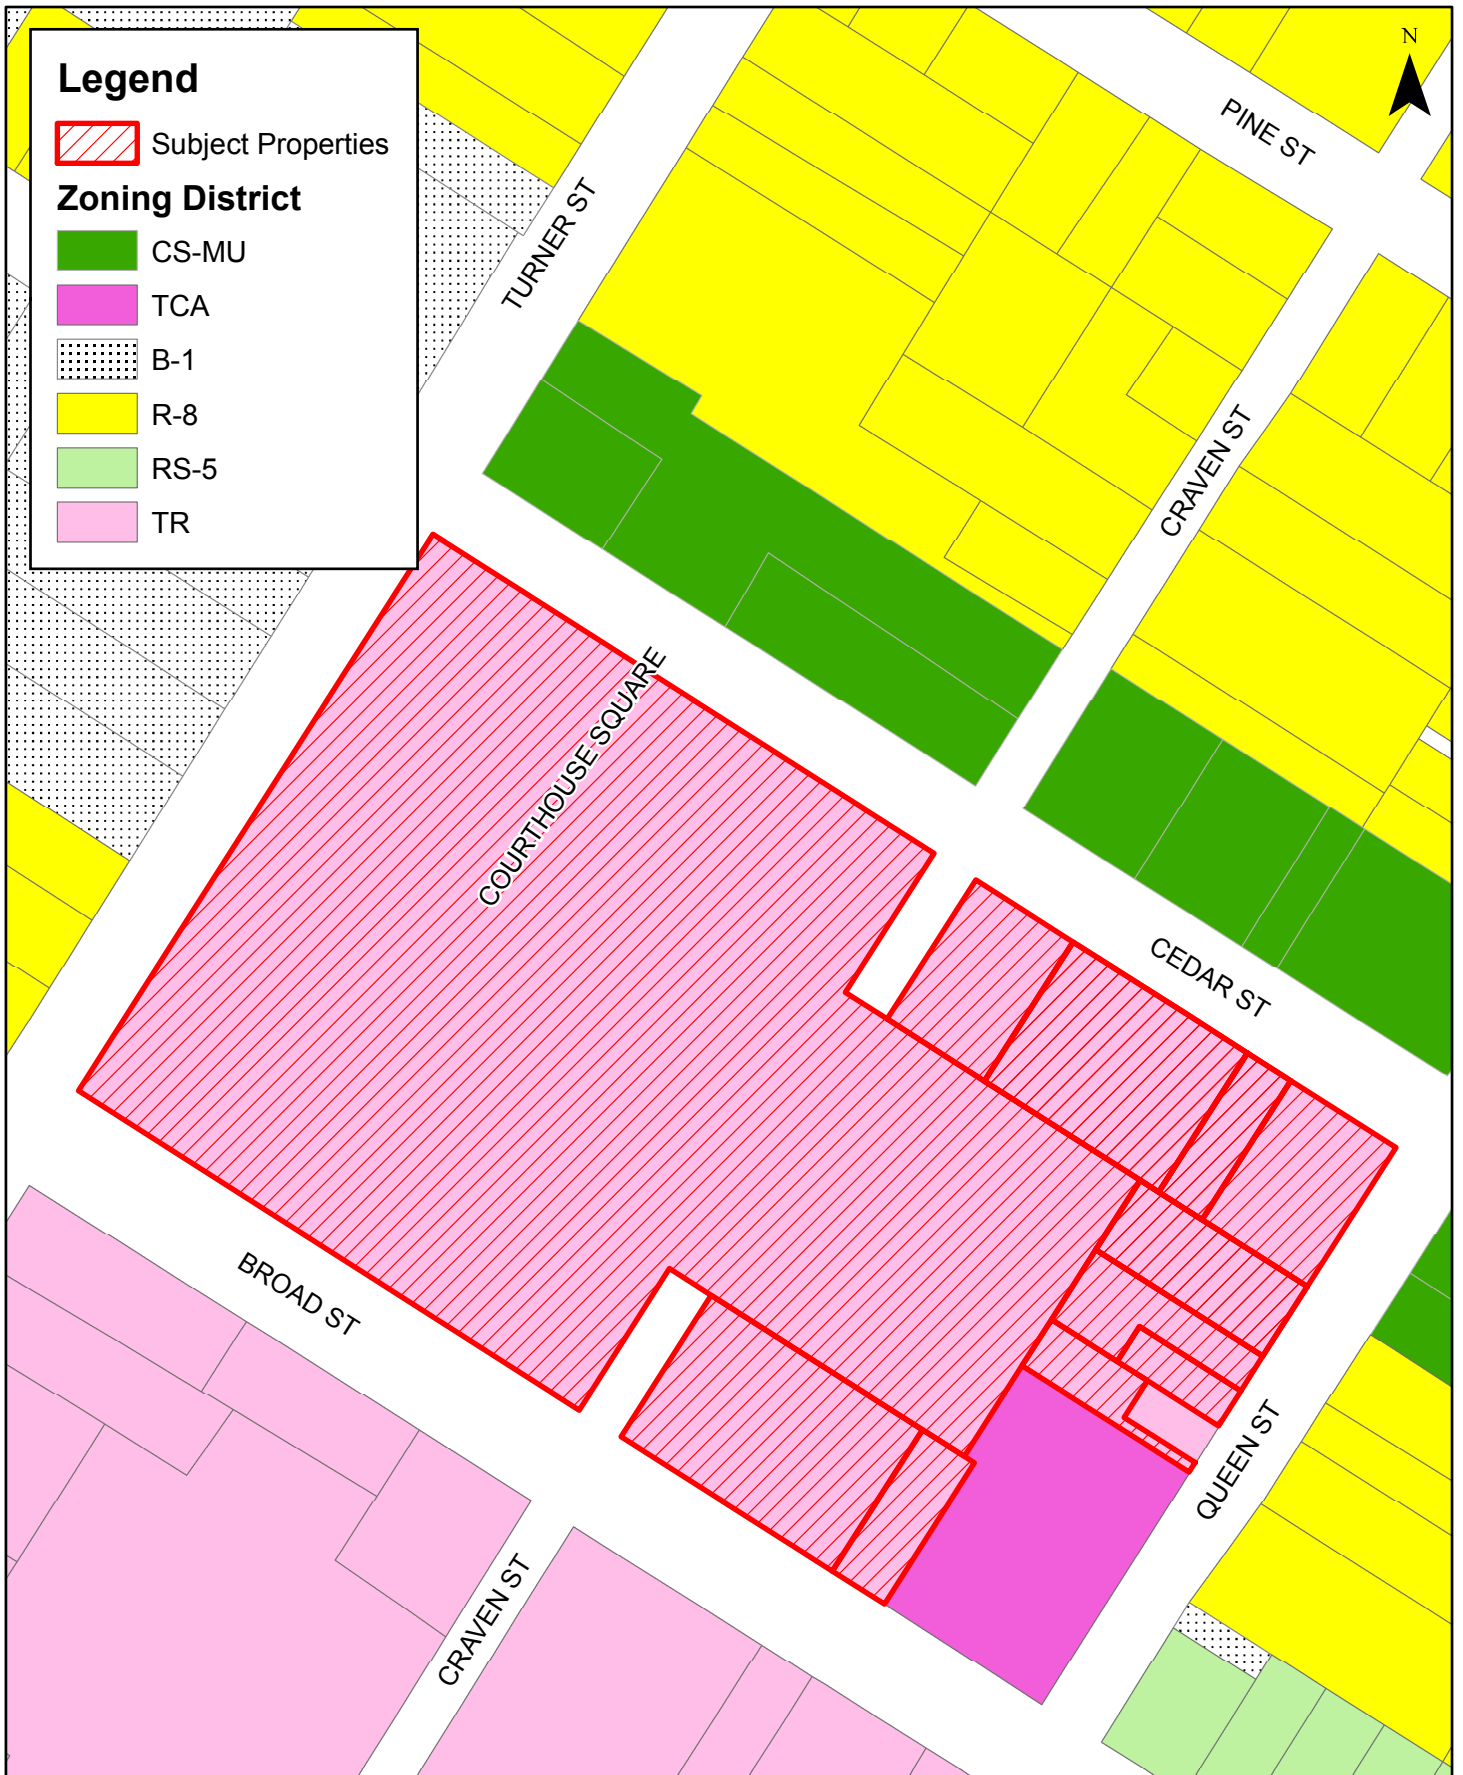 Legend
Subject Properties
Zoning District
CS-MU
TCA
B-1
R-8
RS-5
TR
N
PINE ST
TURNER ST
CRAVEN ST
COURTHOUSE SQUARE
CEDAR ST
BROAD ST
QUEEN ST
CRAVEN ST